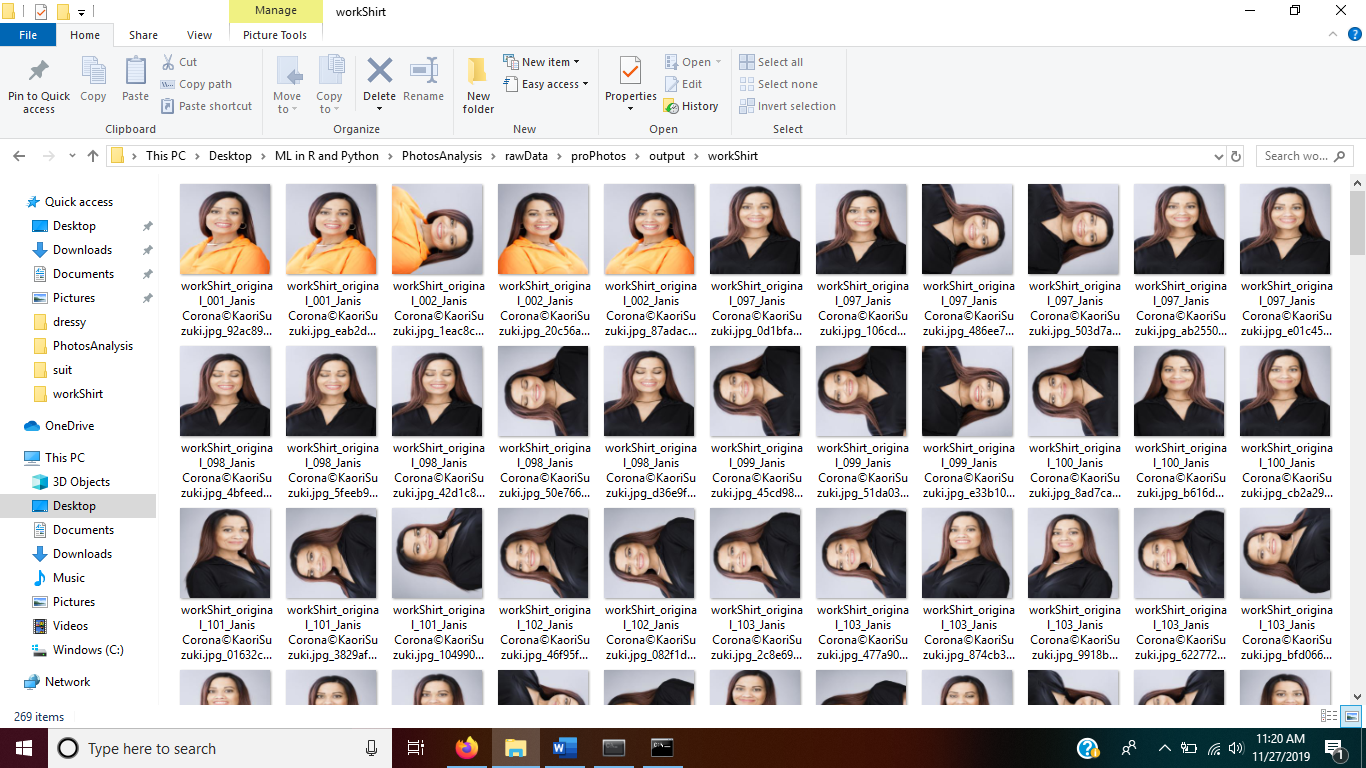 Manage
workShirt
File
Home
Share
View
Picture Tools
Pin to Quick
access
Copy
Paste
Cut
Copy path
Paste shortcut
Clipboard
Move
to
Copy
to
Delete
Rename
Organize
New
folder
New item
Easy access
New
Properties
Open
Edit
History
Open
Select all
Select none
Invert selection
Select
This PC > Desktop > ML in R and Python > PhotosAnalysis > rawData > proPhotos > output > workShirt
Search wo...
Quick access
Desktop
Downloads
Documents
Pictures
dressy
PhotosAnalysis
suit
workShirt
OneDrive
This PC
3D Objects
Desktop
Documents
Downloads
Music
Pictures
Videos
Windows (C:)
Network
workShirt_origina
l_001_Janis
Corona©KaoriSu
zuki.jpg_92ac89...
workShirt_origina
l_001_Janis
Corona©KaoriSu
zuki.jpg_eab2d...
workShirt_origina
l_002_Janis
Corona©KaoriSu
zuki.jpg_1eac8c...
workShirt_origina
l_002_Janis
Corona©KaoriSu
zuki.jpg_20c56a...
workShirt_origina
l_002_Janis
Corona©KaoriSu
zuki.jpg_87adac...
workShirt_origina
l_097_Janis
Corona©KaoriSu
zuki.jpg_0d1bfa...
workShirt_origina
l_097_Janis
Corona©KaoriSu
zuki.jpg_106cd...
workShirt_origina
l_097_Janis
Corona©KaoriSu
zuki.jpg_486ee7...
workShirt_origina
l_097_Janis
Corona©KaoriSu
zuki.jpg_503d7a...
workShirt_origina
l_097_Janis
Corona©KaoriSu
zuki.jpg_ab2550...
workShirt_origina
l_097_Janis
Corona©KaoriSu
zuki.jpg_e01c45...
workShirt_origina
l_098_Janis
Corona©KaoriSu
zuki.jpg_4bfeed...
workShirt_origina
l_098_Janis
Corona©KaoriSu
zuki.jpg_5feeb9...
workShirt_origina
l_098_Janis
Corona©KaoriSu
zuki.jpg_42d1c8...
workShirt_origina
l_098_Janis
Corona©KaoriSu
zuki.jpg_50e766...
workShirt_origina
l_098_Janis
Corona©KaoriSu
zuki.jpg_d36e9f...
workShirt_origina
l_099_Janis
Corona©KaoriSu
zuki.jpg_45cd98...
workShirt_origina
l_099_Janis
Corona©KaoriSu
zuki.jpg_51da03...
workShirt_origina
l_099_Janis
Corona©KaoriSu
zuki.jpg_e33b10...
workShirt_origina
l_100_Janis
Corona©KaoriSu
zuki.jpg_8ad7ca...
workShirt_origina
l_100_Janis
Corona©KaoriSu
zuki.jpg_b616d...
workShirt_origina
l_100_Janis
Corona©KaoriSu
zuki.jpg_cb2a29...
workShirt_origina
l_101_Janis
Corona©KaoriSu
zuki.jpg_01632c...
workShirt_origina
l_101_Janis
Corona©KaoriSu
zuki.jpg_3829af...
workShirt_origina
l_101_Janis
Corona©KaoriSu
zuki.jpg_104990...
workShirt_origina
l_102_Janis
Corona©KaoriSu
zuki.jpg_46f95f...
workShirt_origina
l_102_Janis
Corona©KaoriSu
zuki.jpg_082f1d...
workShirt_origina
l_103_Janis
Corona©KaoriSu
zuki.jpg_2c8e69...
workShirt_origina
l_103_Janis
Corona©KaoriSu
zuki.jpg_477a90...
workShirt_origina
l_103_Janis
Corona©KaoriSu
zuki.jpg_874cb3...
workShirt_origina
l_103_Janis
Corona©KaoriSu
zuki.jpg_9918b...
workShirt_origina
l_103_Janis
Corona©KaoriSu
zuki.jpg_622772...
workShirt_origina
l_103_Janis
Corona©KaoriSu
zuki.jpg_bfd066...
269 items
Type here to search
11:20 AM
11/27/2019
1